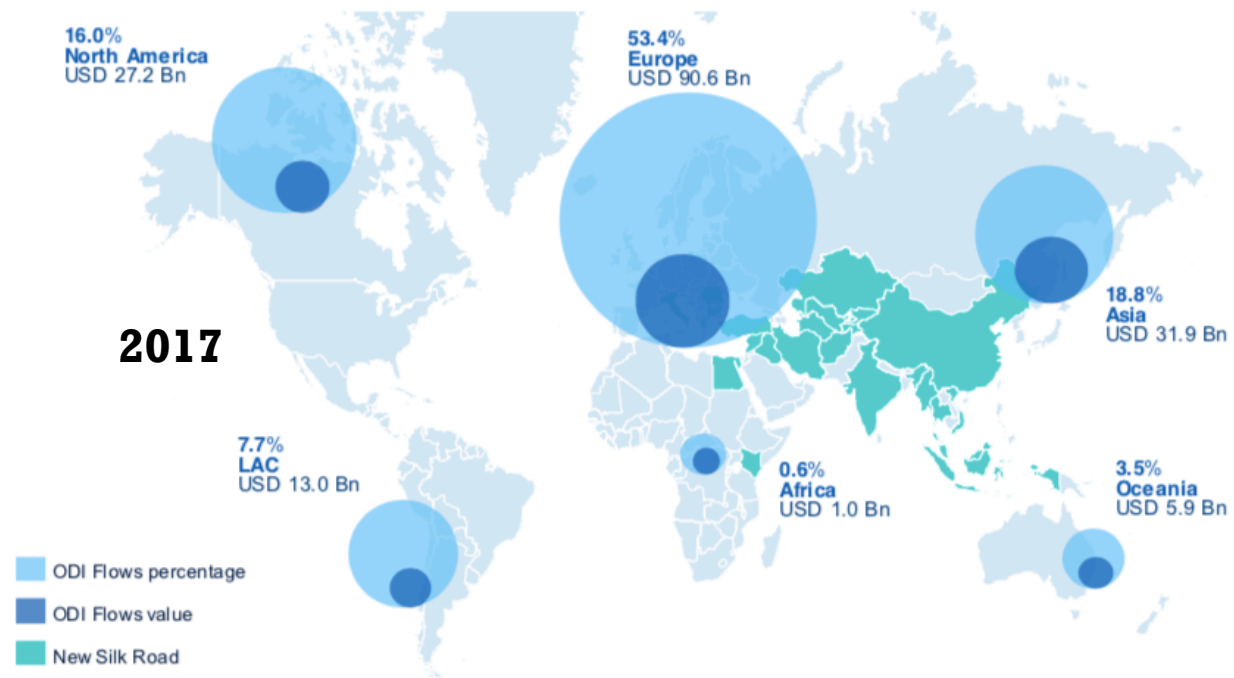 16.0%
North America
USD 27.2 Bn
53.4%
Europe
USD 90.6 Bn
18.8%
Asia
USD 31.9 Bn
2017
7.7%
LAC
USD 13.0 Bn
0.6%
Africa
USD 1.0 Bn
3.5%
Oceania
USD 5.9 Bn
ODI Flows percentage
ODI Flows value
New Silk Road